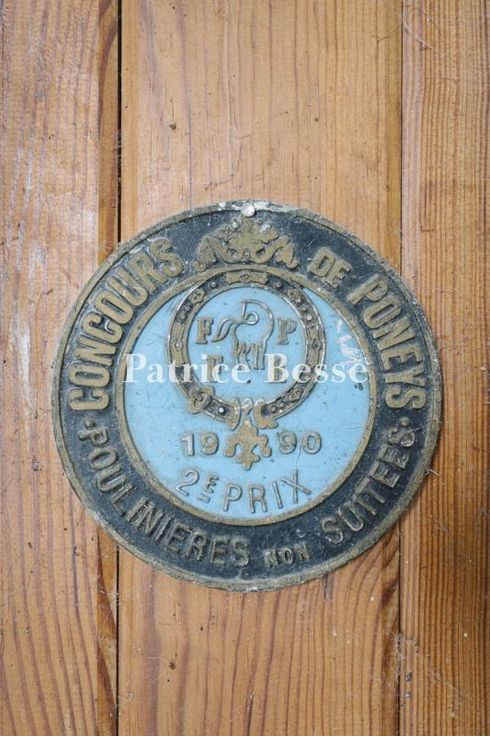 CONCOURS DE PONEYS
F P
Patrice Besse
1990
2E PRIX
POULINIERES NON SUITEES